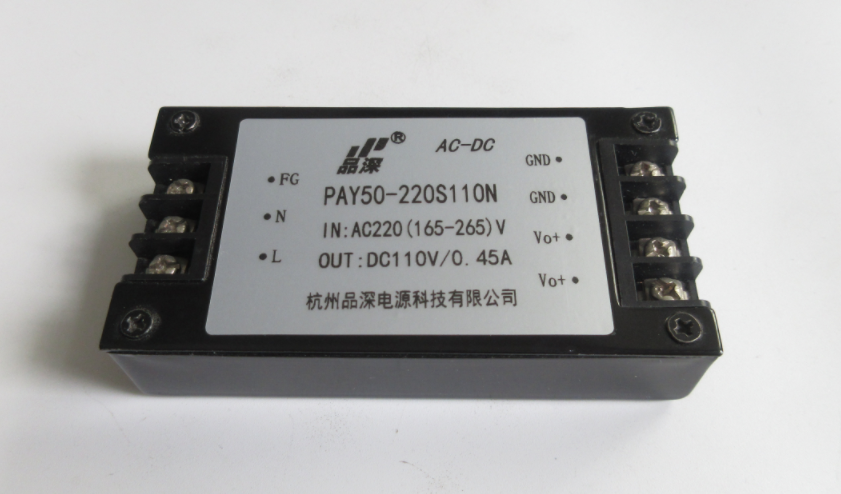 品深® AC-DC
FG
N
L
PAY50-220S110N
IN:AC220(165-265)V
OUT:DC110V/0.45A
杭州品深电源科技有限公司
GND
GND
Vo+
Vo+